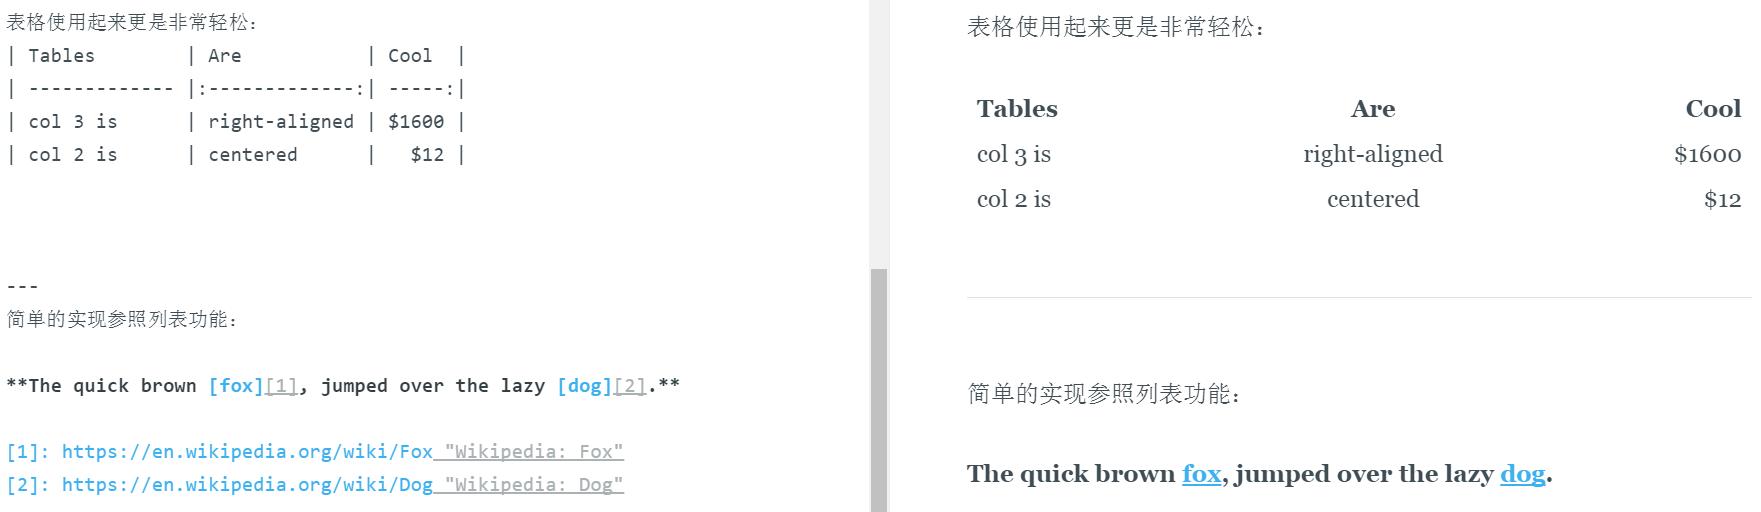 表格使用起来更是非常轻松：
| Tables        | Are           | Cool  |
| ------------- |:-------------:| -----:|
| col 3 is      | right-aligned | $1600 |
| col 2 is      | centered      |   $12 |
---
简单的实现参照列表功能：
**The quick brown [fox][1], jumped over the lazy [dog][2].**
[1]: https://en.wikipedia.org/wiki/Fox "Wikipedia: Fox"
[2]: https://en.wikipedia.org/wiki/Dog "Wikipedia: Dog"
表格使用起来更是非常轻松：
Tables Are Cool
col 3 is right-aligned $1600
col 2 is centered $12
简单的实现参照列表功能：
The quick brown fox, jumped over the lazy dog.